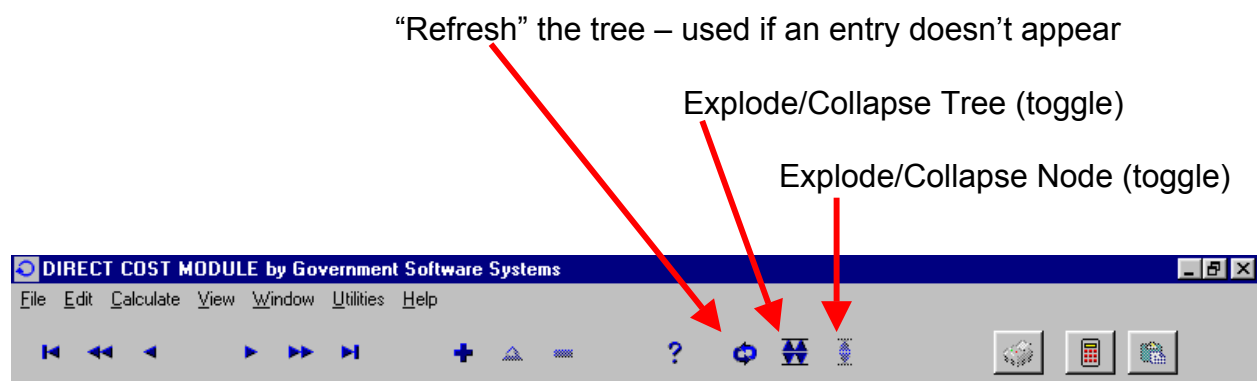 “Refresh” the tree – used if an entry doesn’t appear
Explode/Collapse Tree (toggle)
Explode/Collapse Node (toggle)
DIRECT COST MODULE by Government Software Systems
File Edit Calculate View Window Utilities Help
?